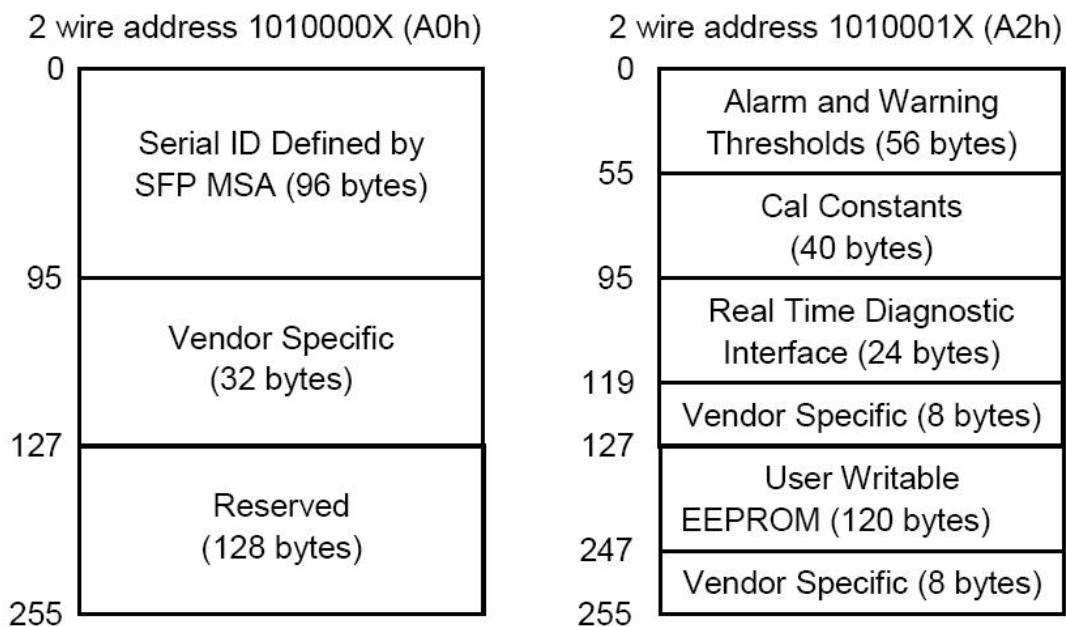 2 wire address 1010000X (A0h)
0
Serial ID Defined by
SFP MSA (96 bytes)
95
Vendor Specific
(32 bytes)
127
Reserved
(128 bytes)
255
2 wire address 1010001X (A2h)
0
Alarm and Warning
Thresholds (56 bytes)
55
Cal Constants
(40 bytes)
95
Real Time Diagnostic
Interface (24 bytes)
119
Vendor Specific (8 bytes)
127
User Writable
EEPROM (120 bytes)
247
Vendor Specific (8 bytes)
255